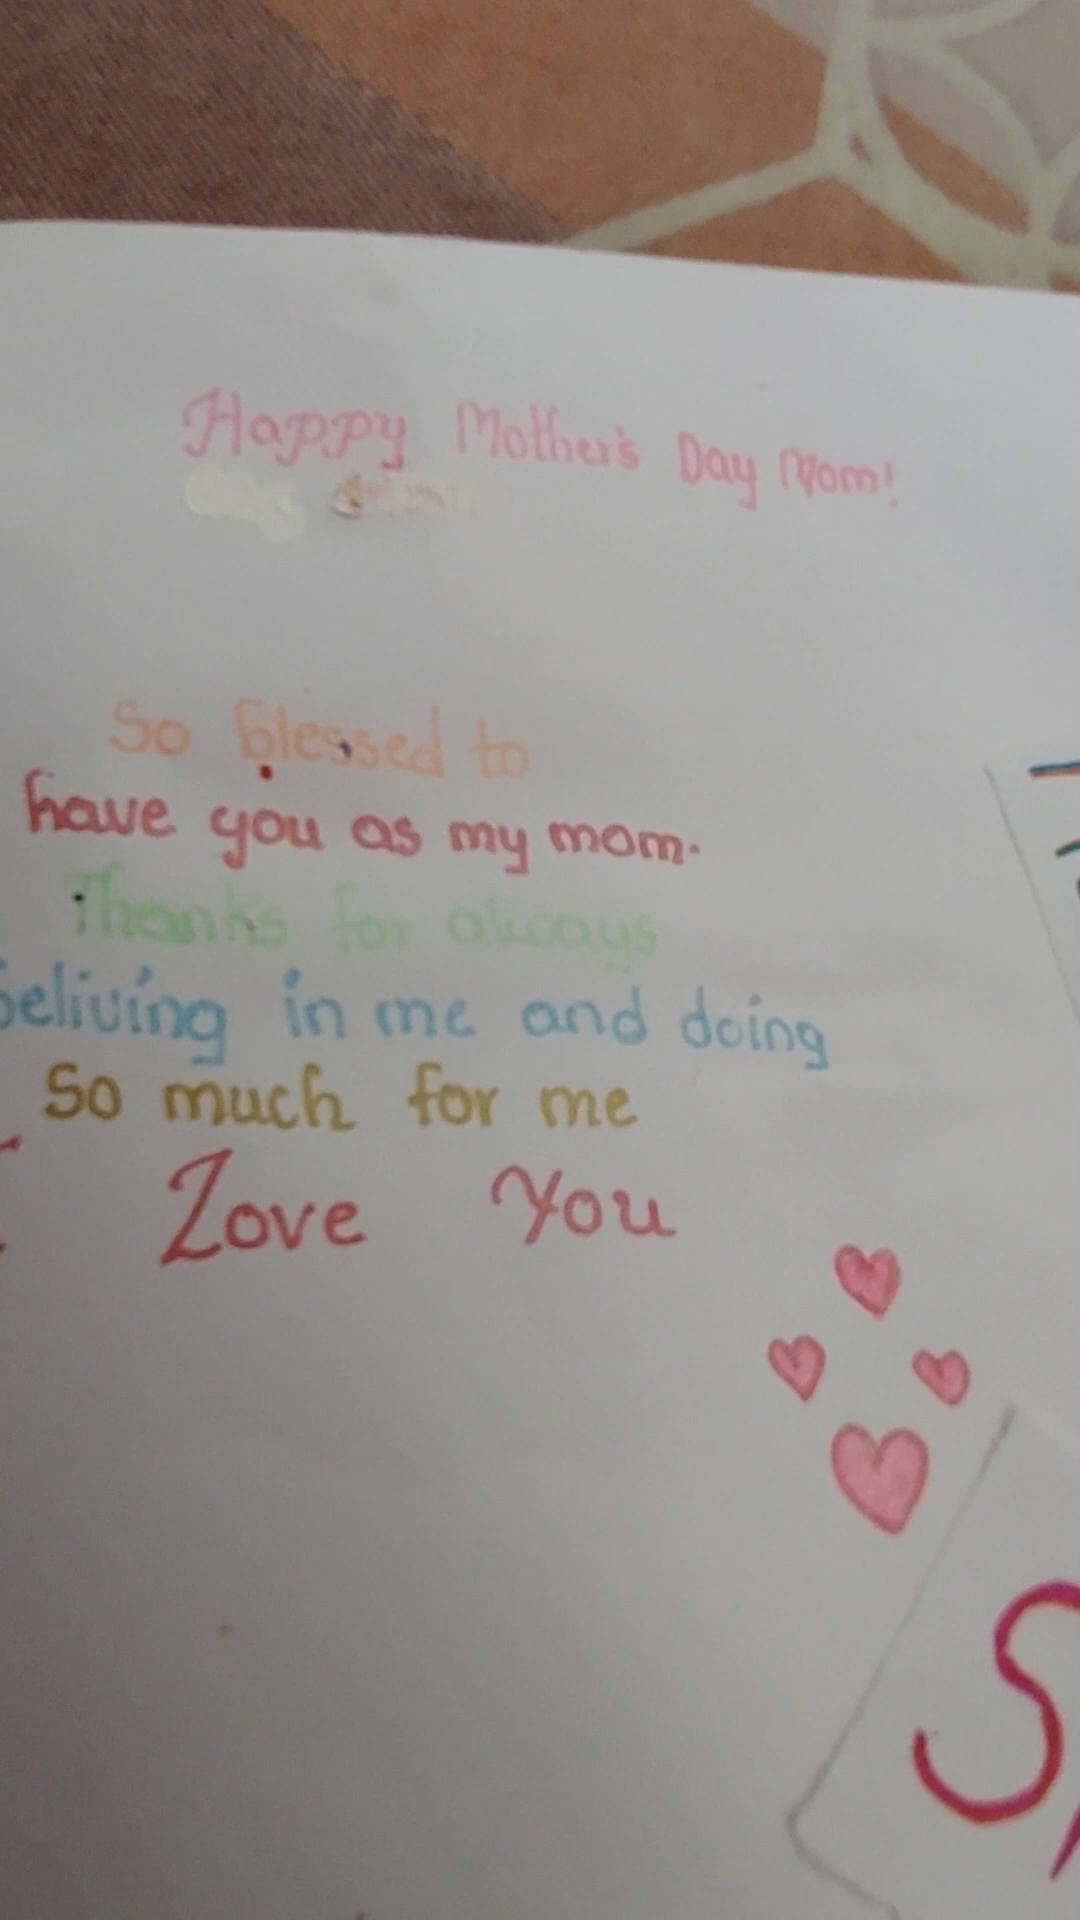 Happy Mother's Day Mom!
So blessed to
have you as my mom.
Thanks for always
beliving in me and doing
So much for me
I Love You
S